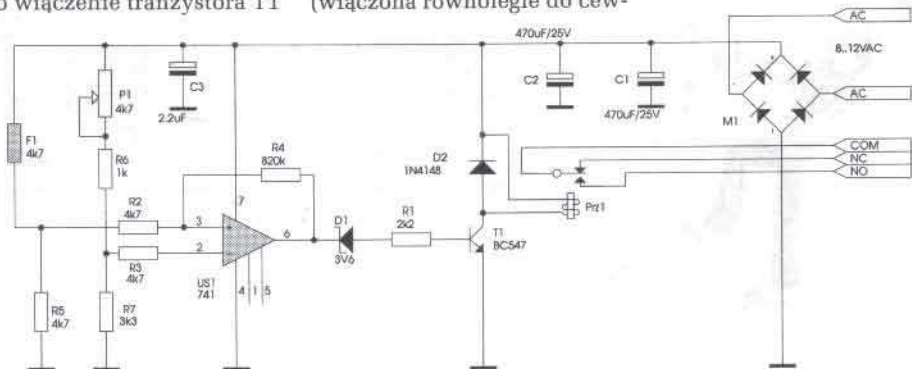 o włączenie tranzystora T1 (włączona równolegle do cew-
470uF/25V
AC
8..12VAC
P1
4k7
C3
2.2uF
C2
C1
470uF/25V
M1
AC
F1
4k7
R6
1k
R4
820k
D2
1N4148
COM
NC
NO
R2
4k7
3
7
+
6
D1
3V6
R1
2k2
Prz1
T1
BC547
2
-
R3
4k7
US1
741
4 1 5
R5
4k7
R7
3k3